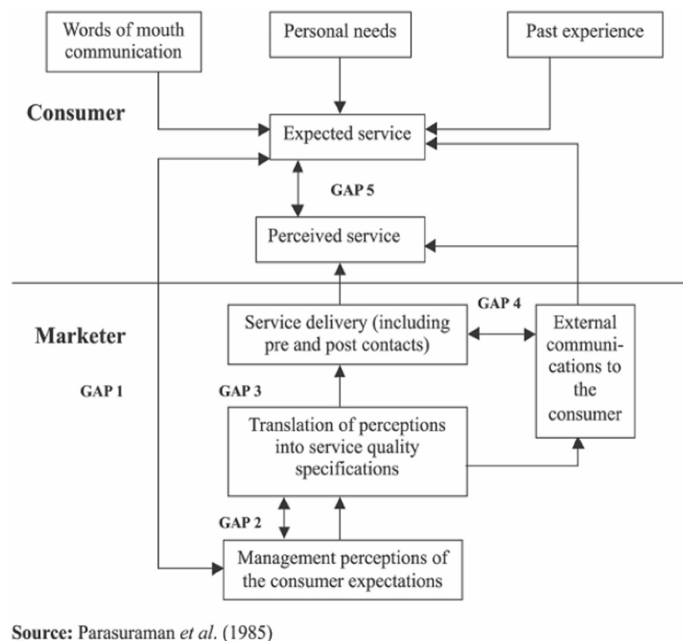 Words of mouth
communication
Personal needs
Past experience
Consumer
Expected service
GAP 5
Perceived service
GAP 4
Marketer
Service delivery (including
pre and post contacts)
External
communi-
cations to
the
consumer
GAP 1
GAP 3
Translation of perceptions
into service quality
specifications
GAP 2
Management perceptions of
the consumer expectations
Source: Parasuraman et al. (1985)